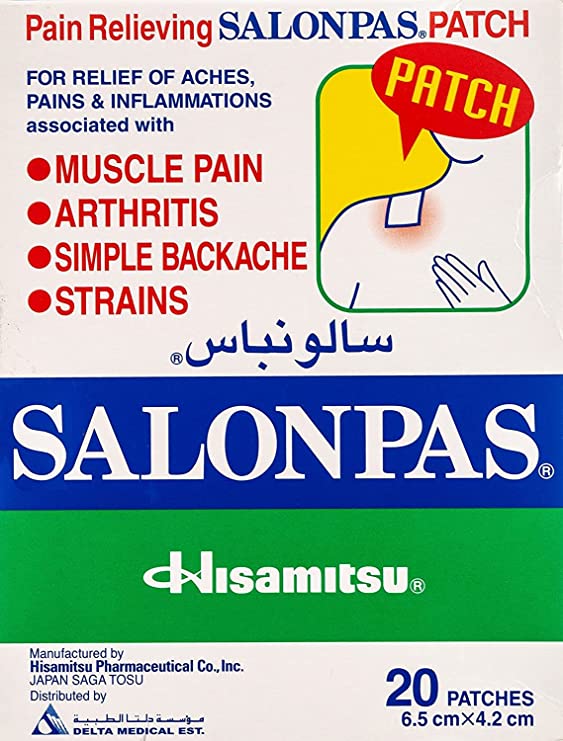 Pain Relieving SALONPAS® PATCH
FOR RELIEF OF ACHES,
PAINS & INFLAMMATIONS
associated with
●MUSCLE PAIN
●ARTHRITIS
●SIMPLE BACKACHE
●STRAINS
PATCH
سالونباس®
SALONPAS®
Hisamitsu®
Manufactured by
Hisamitsu Pharmaceutical Co., Inc.
JAPAN SAGA TOSU
Distributed by
مؤسسة دلتا الطبية
DELTA MEDICAL EST.
20 PATCHES
6.5 cm×4.2 cm